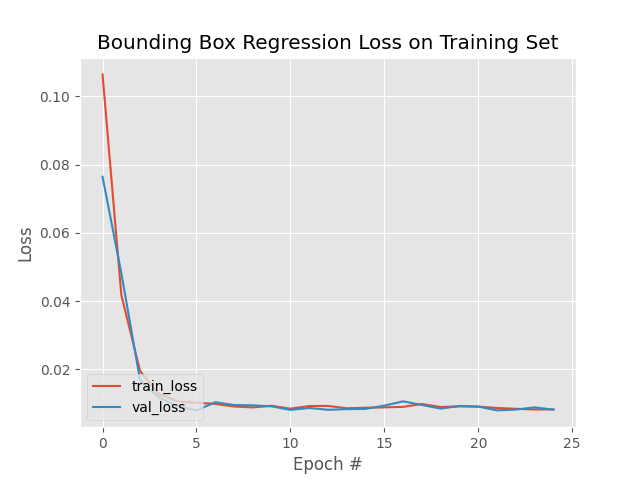 Bounding Box Regression Loss on Training Set
0.10
0.08
0.06
0.04
0.02
Loss
train_loss
val_loss
0
5
10
15
20
25
Epoch #